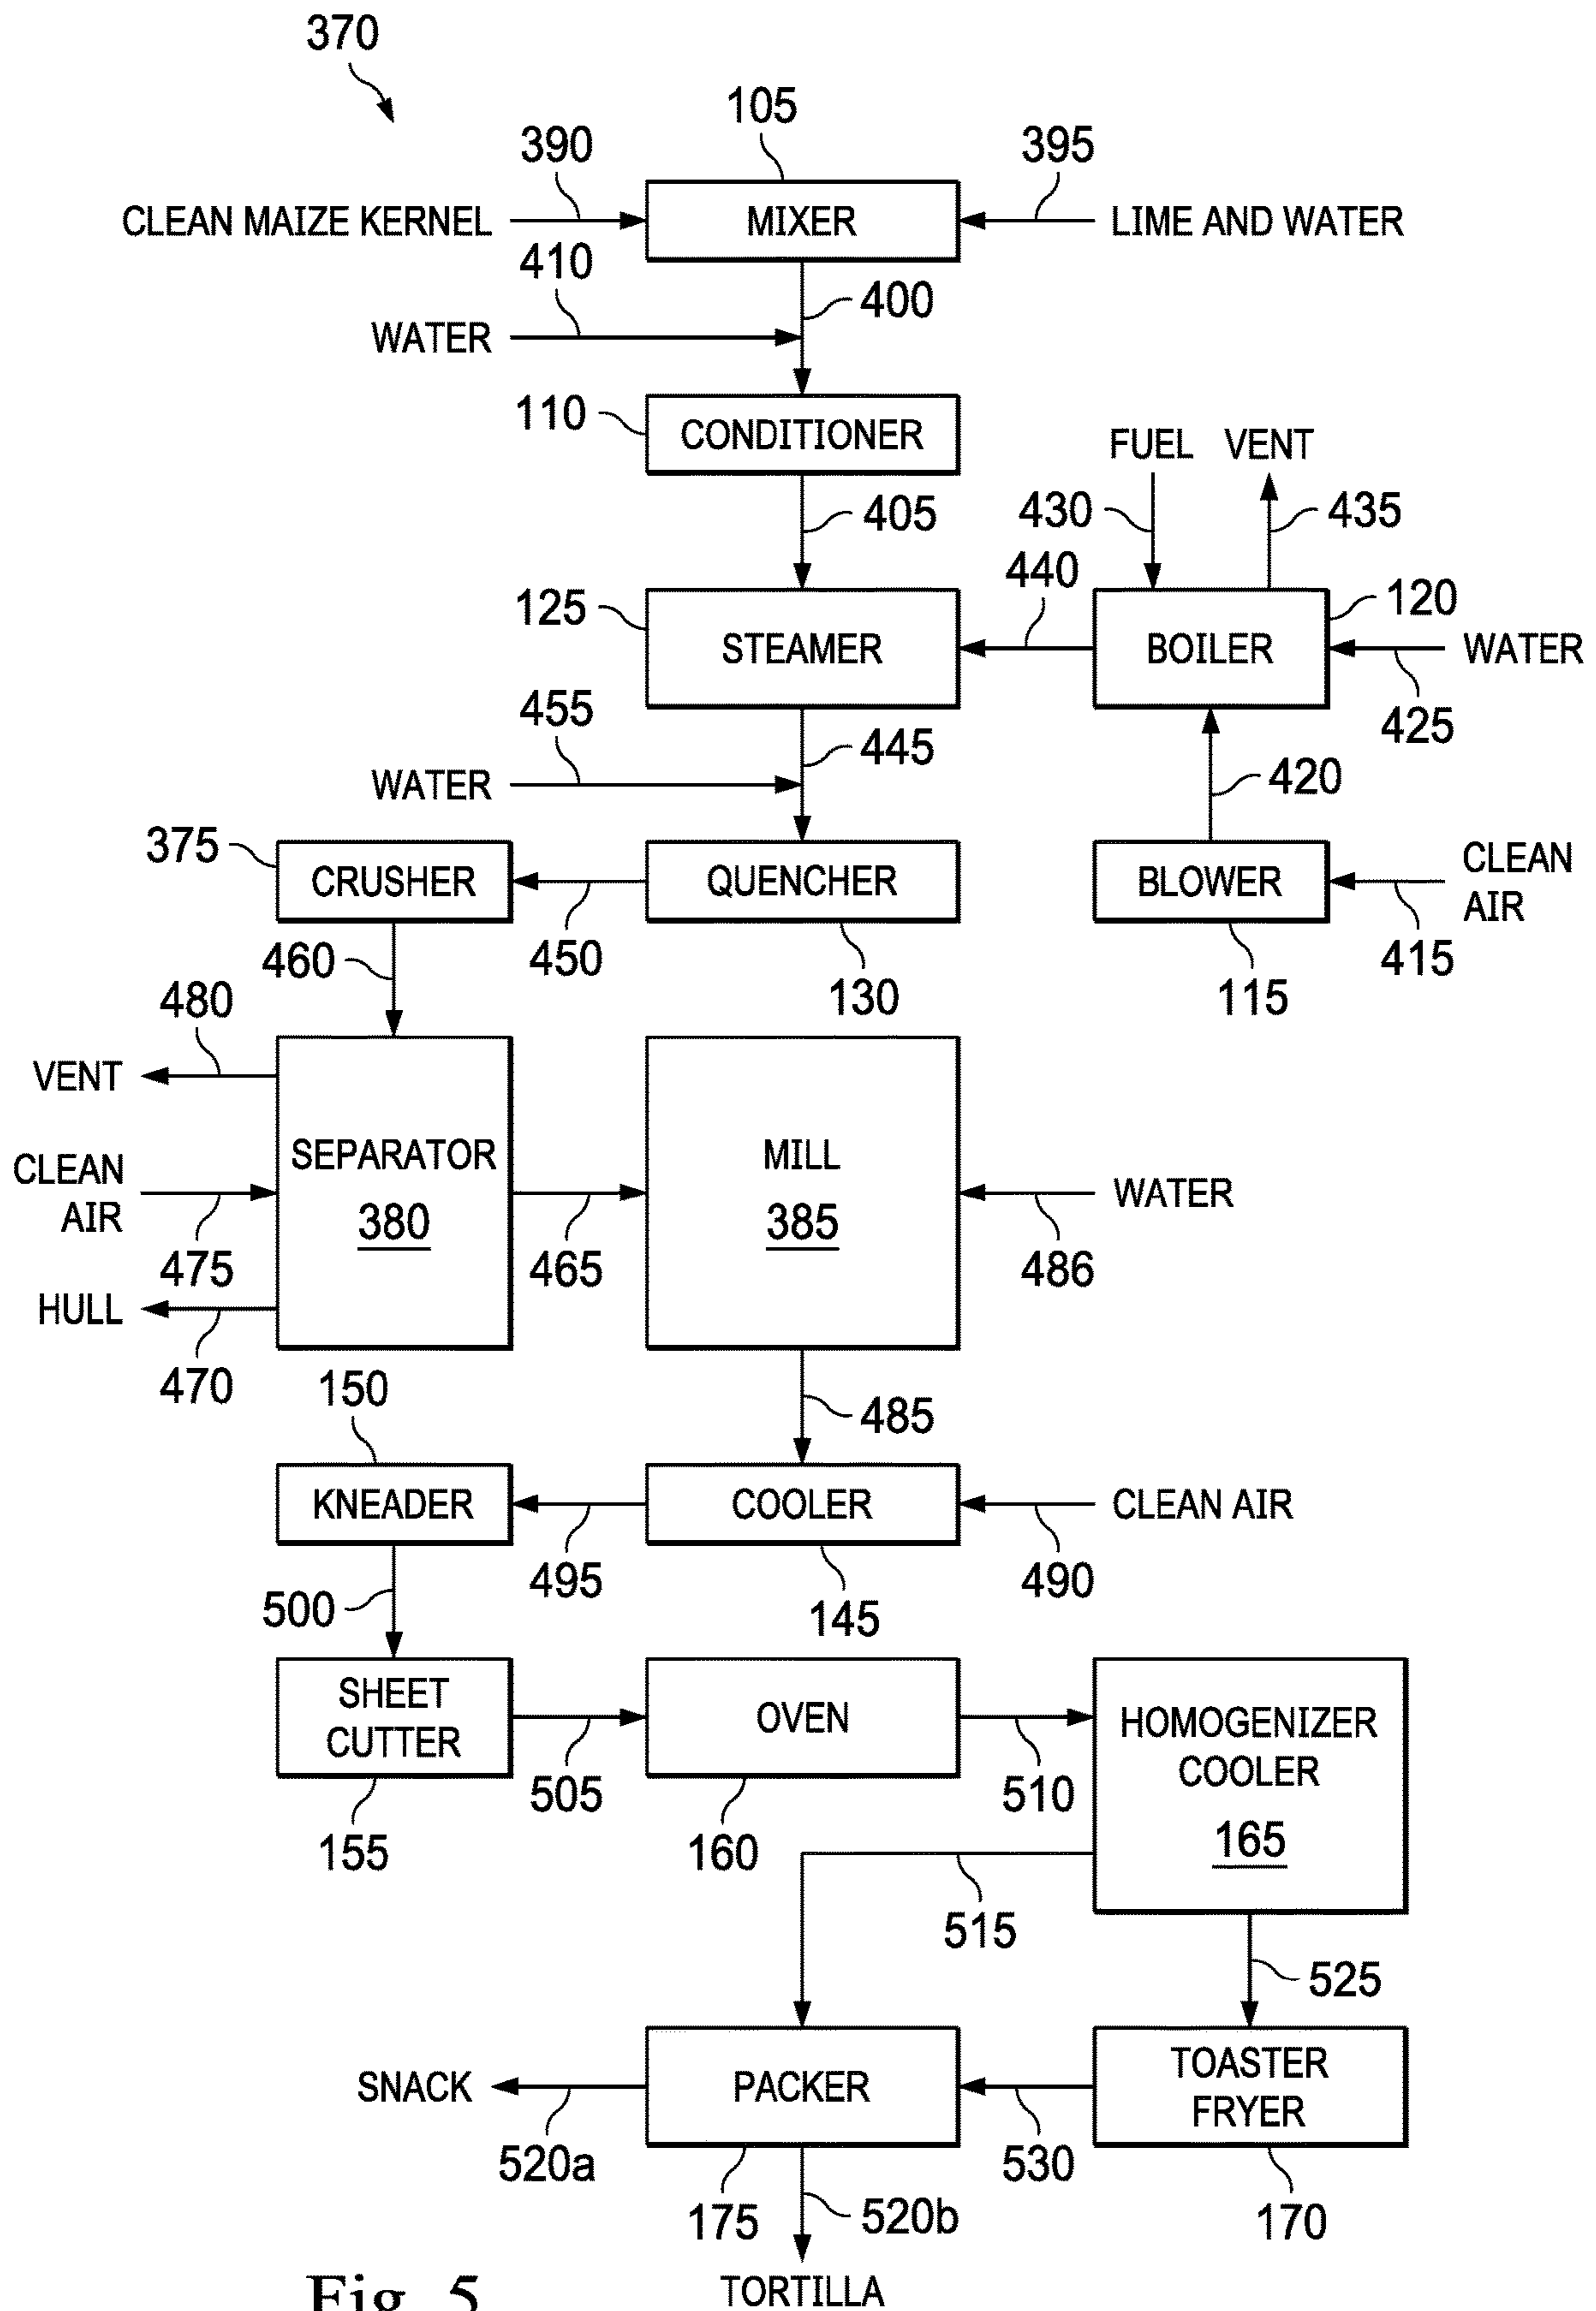 370
105
390
395
CLEAN MAIZE KERNEL
MIXER
LIME AND WATER
410
400
WATER
110
CONDITIONER
FUEL
VENT
405
430
435
440
125
120
STEAMER
BOILER
WATER
455
445
425
WATER
420
375
CRUSHER
QUENCHER
BLOWER
CLEAN
AIR
460
450
415
480
130
115
VENT
SEPARATOR
MILL
CLEAN
AIR
380
385
WATER
475
465
486
HULL
470
150
485
KNEADER
COOLER
CLEAN AIR
495
490
500
145
SHEET
CUTTER
OVEN
HOMOGENIZER
COOLER
505
510
155
160
165
515
525
SNACK
PACKER
TOASTER
FRYER
520a
530
175
520b
170
TORTILLA
Fig. 5